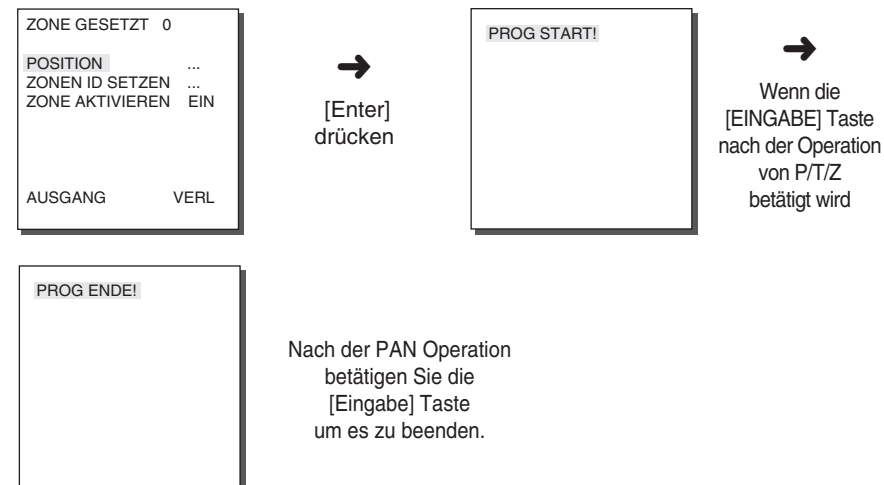 ZONE GESETZT 0
POSITION ...
ZONEN ID SETZEN ...
ZONE AKTIVIEREN EIN
AUSGANG VERL
[Enter]
drücken
PROG START!
Wenn die
[EINGABE] Taste
nach der Operation
von P/T/Z
betätigt wird
PROG ENDE!
Nach der PAN Operation
betätigen Sie die
[Eingabe] Taste
um es zu beenden.